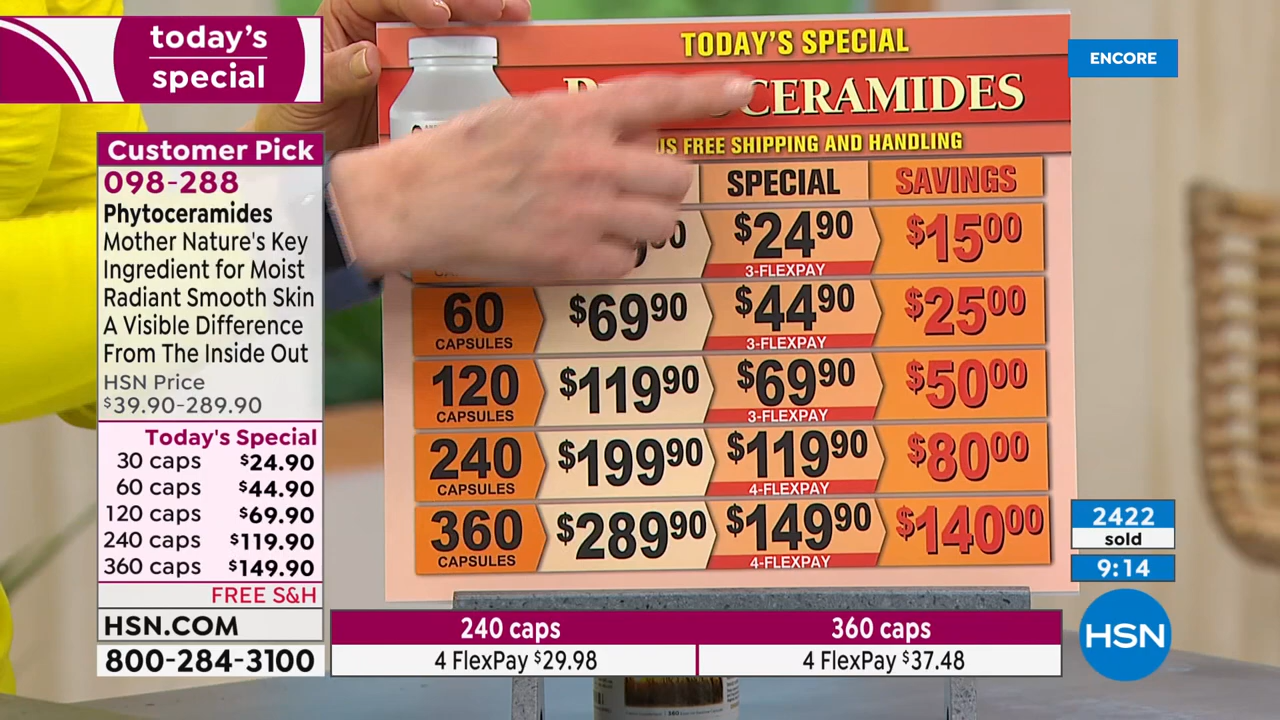 today's
special
Customer Pick
098-288
Phytoceramides
Mother Nature's Key
Ingredient for Moist
Radiant Smooth Skin
A Visible Difference
From The Inside Out
HSN Price
$39.90-289.90
Today's Special
30 caps $24.90
60 caps $44.90
120 caps $69.90
240 caps $119.90
360 caps $149.90
FREE S&H
HSN.COM
800-284-3100
TODAY'S SPECIAL
CERAMIDES
FREE SHIPPING AND HANDLING
SPECIAL SAVINGS
$24.90 $15.00
3-FLEXPAY
60 $69.90 $44.90 $25.00
CAPSULES 3-FLEXPAY
120 $119.90 $69.90 $50.00
CAPSULES 3-FLEXPAY
240 $199.90 $119.90 $80.00
CAPSULES 4-FLEXPAY
360 $289.90 $149.90 $140.00
CAPSULES 4-FLEXPAY
ENCORE
2422
sold
9:14
HSN
240 caps 360 caps
4 FlexPay $29.98 4 FlexPay $37.48